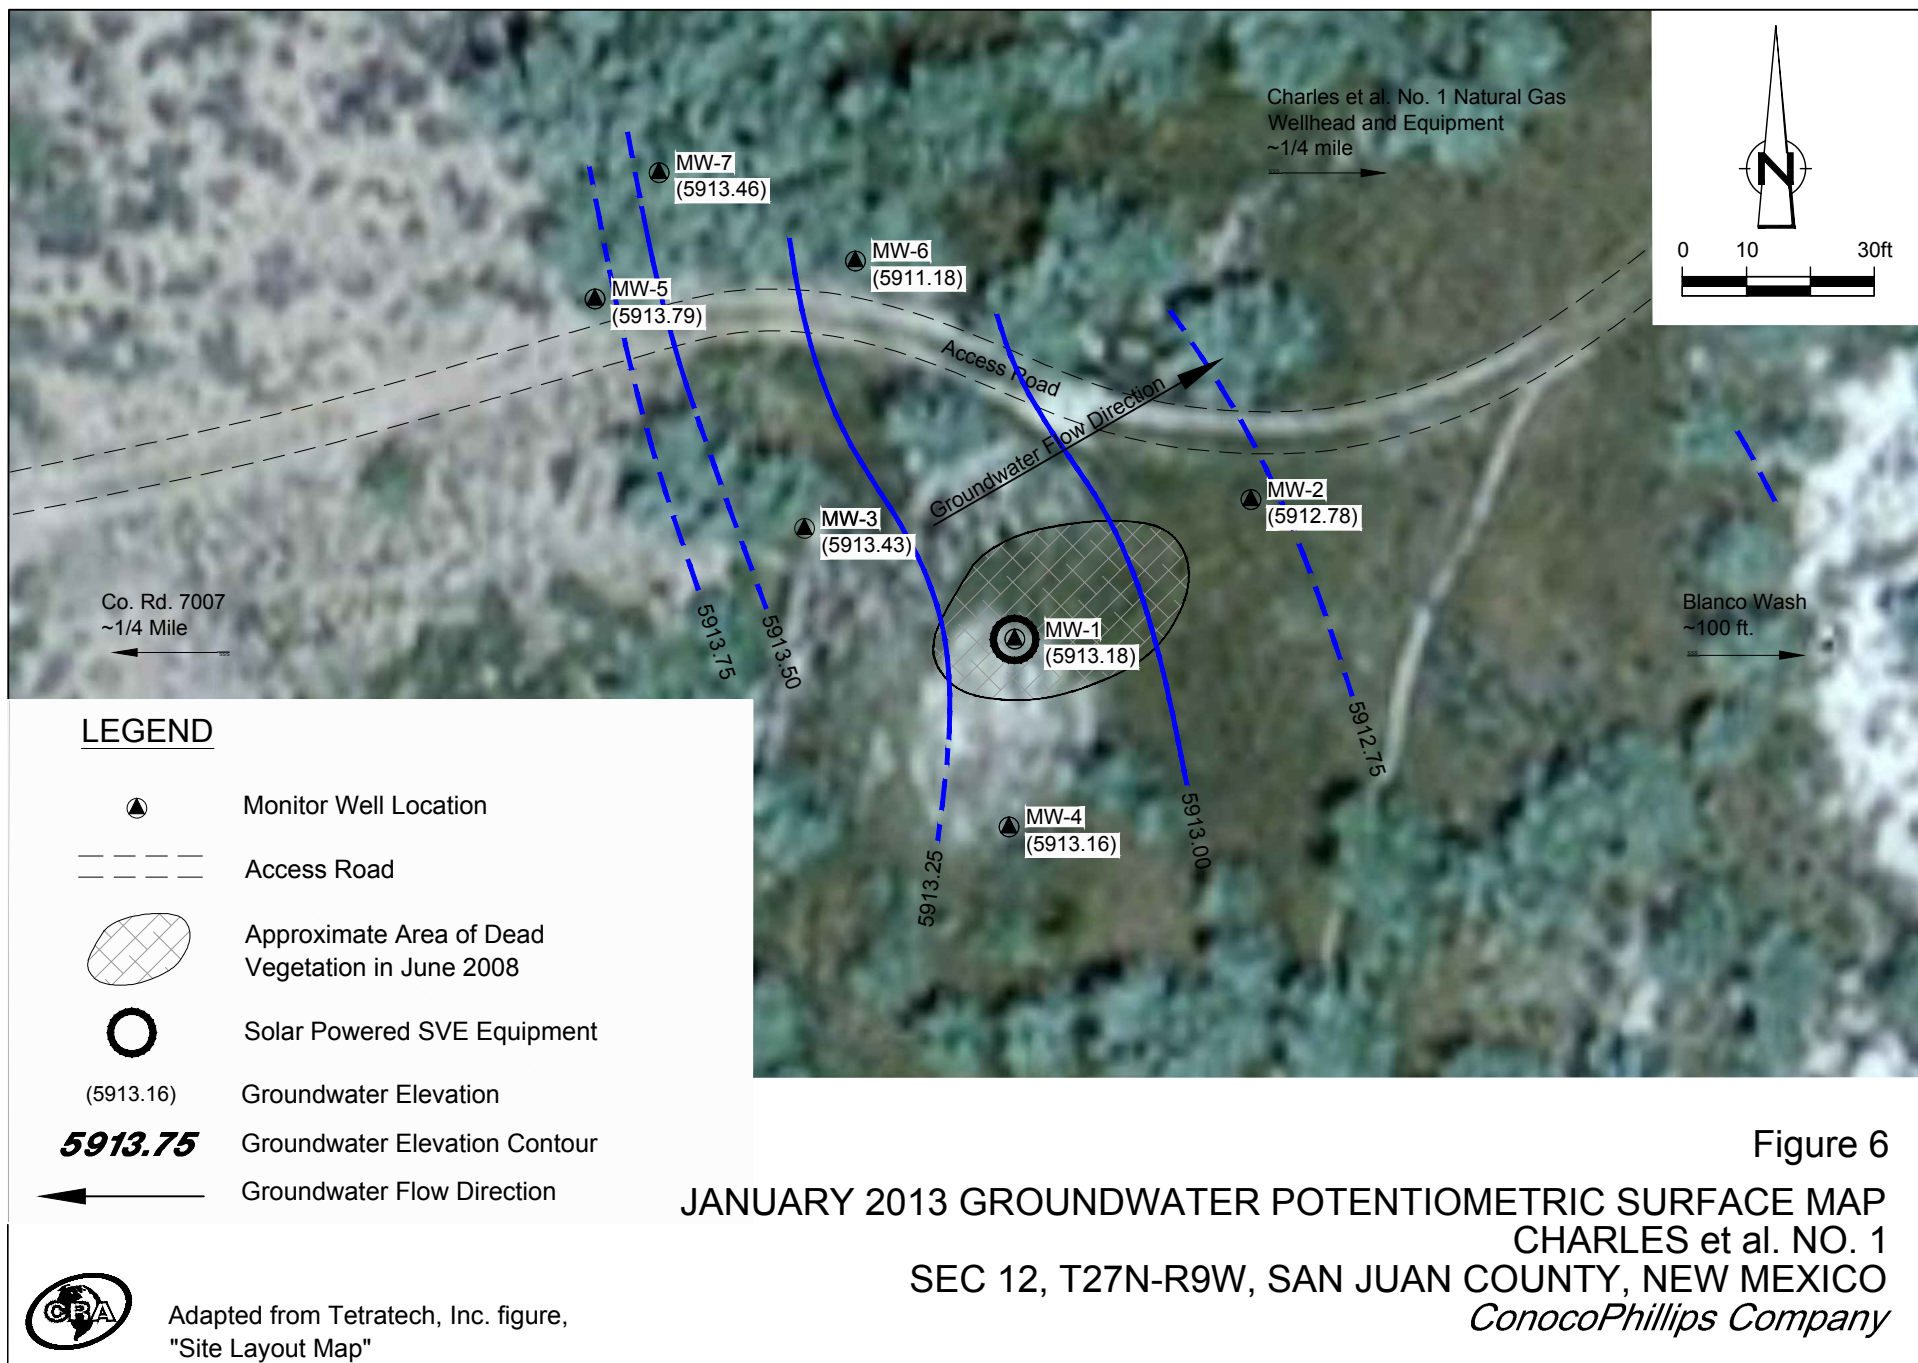 Charles et al. No. 1 Natural Gas
Wellhead and Equipment
~1/4 mile
N
0 10 30ft
MW-7
(5913.46)
MW-6
(5911.18)
MW-5
(5913.79)
Access Road
Groundwater Flow Direction
MW-2
(5912.78)
MW-3
(5913.43)
Co. Rd. 7007
~1/4 Mile
Blanco Wash
~100 ft.
MW-1
(5913.18)
5913.75
5913.50
5912.75
MW-4
(5913.16)
5913.00
5913.25
LEGEND
Monitor Well Location
Access Road
Approximate Area of Dead
Vegetation in June 2008
Solar Powered SVE Equipment
(5913.16) Groundwater Elevation
5913.75 Groundwater Elevation Contour
Groundwater Flow Direction
Figure 6
JANUARY 2013 GROUNDWATER POTENTIOMETRIC SURFACE MAP
CHARLES et al. NO. 1
SEC 12, T27N-R9W, SAN JUAN COUNTY, NEW MEXICO
ConocoPhillips Company
CRA
Adapted from Tetratech, Inc. figure,
"Site Layout Map"